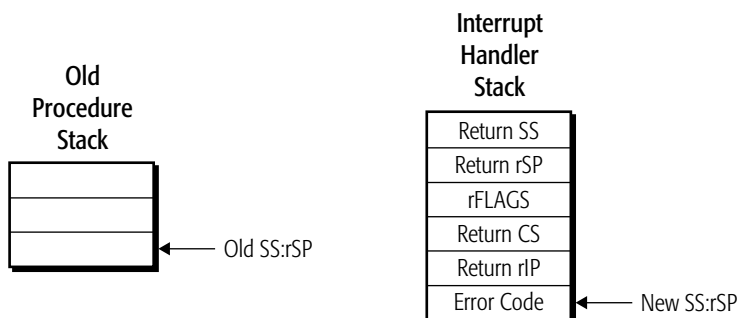 Old
Procedure
Stack
Old SS:rSP
Interrupt
Handler
Stack
Return SS
Return rSP
rFLAGS
Return CS
Return rIP
Error Code
New SS:rSP